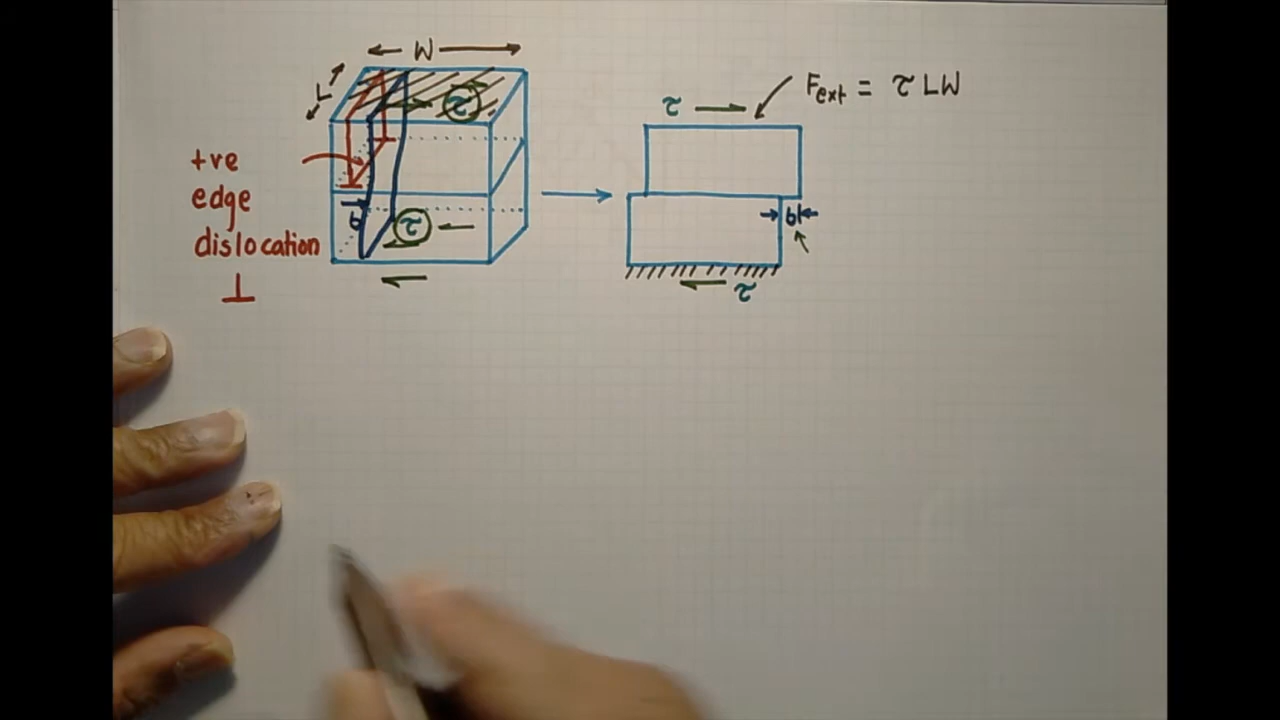 W
L
τ
+ve
edge
dislocation
⊥
b
τ
τ
F_ext = τ L W
b
τ